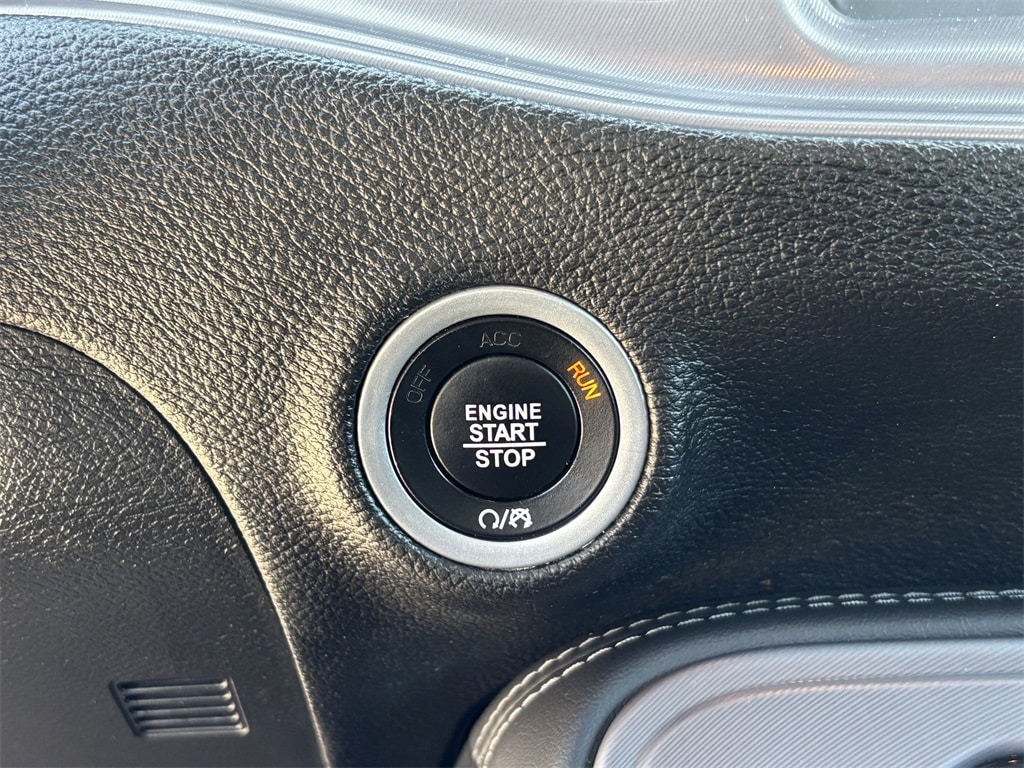 ACC
OFF
RUN
ENGINE
START
STOP